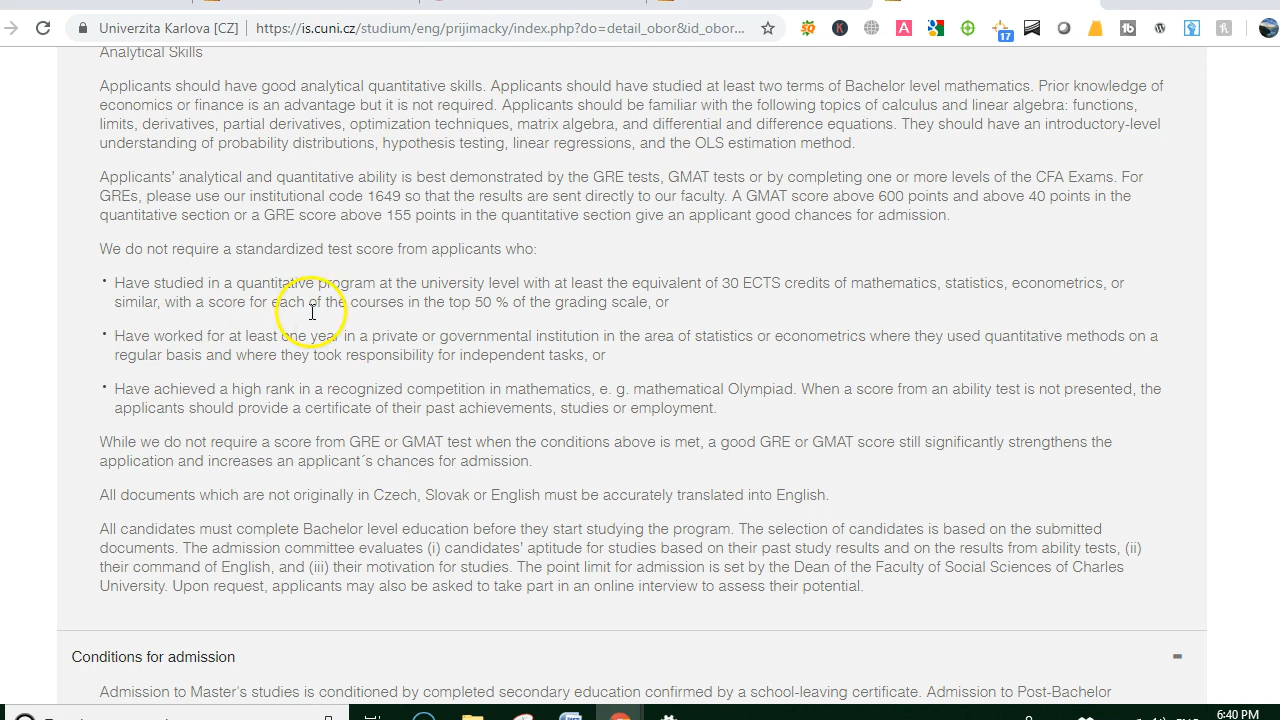 Univerzita Karlova [CZ] https://is.cuni.cz/studium/eng/prijimacky/index.php?do=detail_obor&id_obor...
17
Analytical Skills
Applicants should have good analytical quantitative skills. Applicants should have studied at least two terms of Bachelor level mathematics. Prior knowledge of
economics or finance is an advantage but it is not required. Applicants should be familiar with the following topics of calculus and linear algebra: functions,
limits, derivatives, partial derivatives, optimization techniques, matrix algebra, and differential and difference equations. They should have an introductory-level
understanding of probability distributions, hypothesis testing, linear regressions, and the OLS estimation method.
Applicants' analytical and quantitative ability is best demonstrated by the GRE tests, GMAT tests or by completing one or more levels of the CFA Exams. For
GREs, please use our institutional code 1649 so that the results are sent directly to our faculty. A GMAT score above 600 points and above 40 points in the
quantitative section or a GRE score above 155 points in the quantitative section give an applicant good chances for admission.
We do not require a standardized test score from applicants who:
• Have studied in a quantitative program at the university level with at least the equivalent of 30 ECTS credits of mathematics, statistics, econometrics, or
similar, with a score for each of the courses in the top 50 % of the grading scale, or
• Have worked for at least one year in a private or governmental institution in the area of statistics or econometrics where they used quantitative methods on a
regular basis and where they took responsibility for independent tasks, or
• Have achieved a high rank in a recognized competition in mathematics, e. g. mathematical Olympiad. When a score from an ability test is not presented, the
applicants should provide a certificate of their past achievements, studies or employment.
While we do not require a score from GRE or GMAT test when the conditions above is met, a good GRE or GMAT score still significantly strengthens the
application and increases an applicant´s chances for admission.
All documents which are not originally in Czech, Slovak or English must be accurately translated into English.
All candidates must complete Bachelor level education before they start studying the program. The selection of candidates is based on the submitted
documents. The admission committee evaluates (i) candidates' aptitude for studies based on their past study results and on the results from ability tests, (ii)
their command of English, and (iii) their motivation for studies. The point limit for admission is set by the Dean of the Faculty of Social Sciences of Charles
University. Upon request, applicants may also be asked to take part in an online interview to assess their potential.
Conditions for admission
Admission to Master's studies is conditioned by completed secondary education confirmed by a school-leaving certificate. Admission to Post-Bachelor
6:40 PM